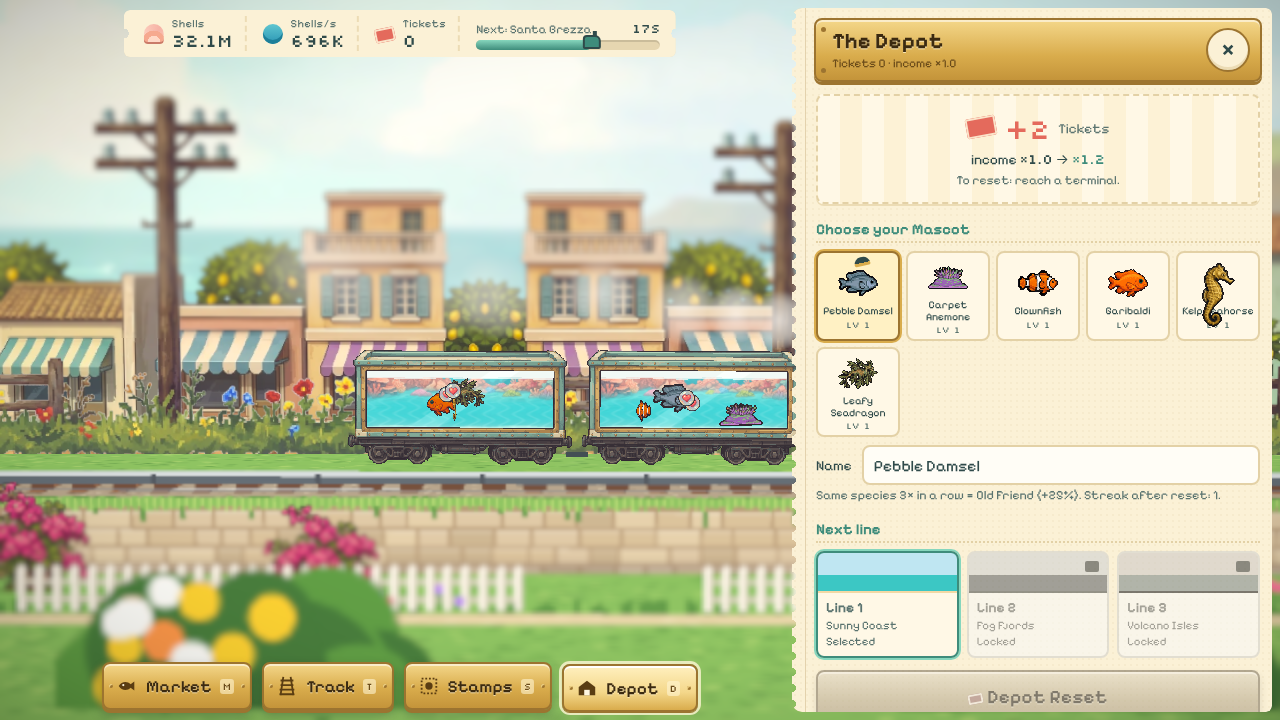 Shells
32.1M
Shells/s
696K
Tickets
0
Next: Santa Brezza
17s
The Depot
Tickets 0 · income ×1.0
+2 Tickets
income ×1.0 → ×1.2
To reset: reach a terminal.
Choose your Mascot
Pebble Damsel
LV 1
Carpet Anemone
LV 1
Clownfish
LV 1
Garibaldi
LV 1
Leafy Seadragon
LV 1
Name
Pebble Damsel
Same species 3× in a row = Old Friend (+25%). Streak after reset: 1.
Next line
Line 1
Sunny Coast
Selected
Line 2
Fog Fjords
Locked
Line 3
Volcano Isles
Locked
Market M
Track T
Stamps S
Depot D
Depot Reset